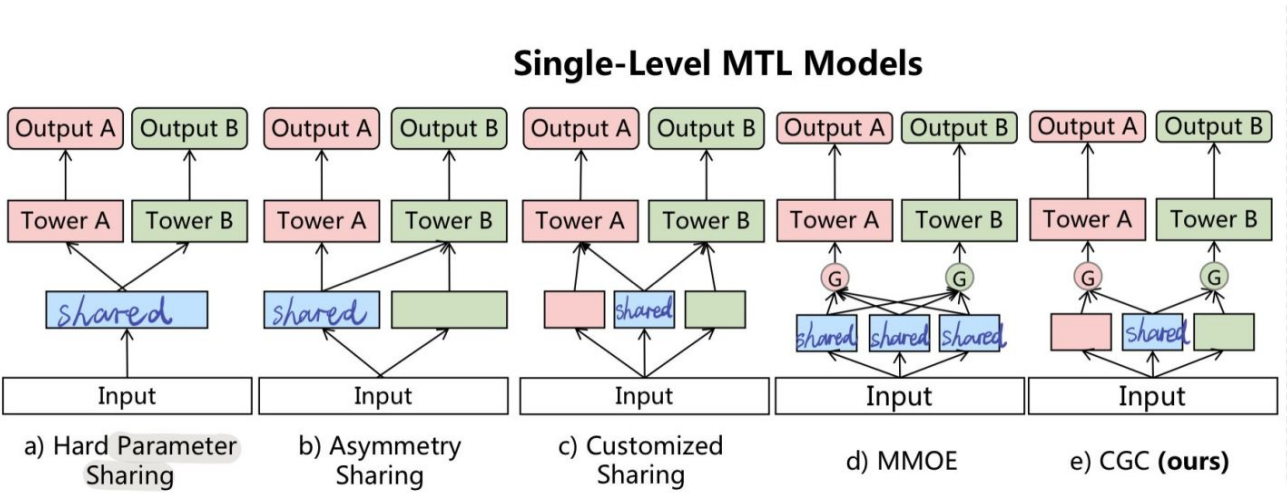 Single-Level MTL Models
Output A Output B Output A Output B Output A Output B Output A Output B Output A Output B
Tower A Tower B Tower A Tower B Tower A Tower B Tower A Tower B Tower A Tower B
G G G G
shared shared shared shared shared shared shared
Input Input Input Input Input
a) Hard Parameter Sharing
b) Asymmetry Sharing
c) Customized Sharing
d) MMOE
e) CGC (ours)